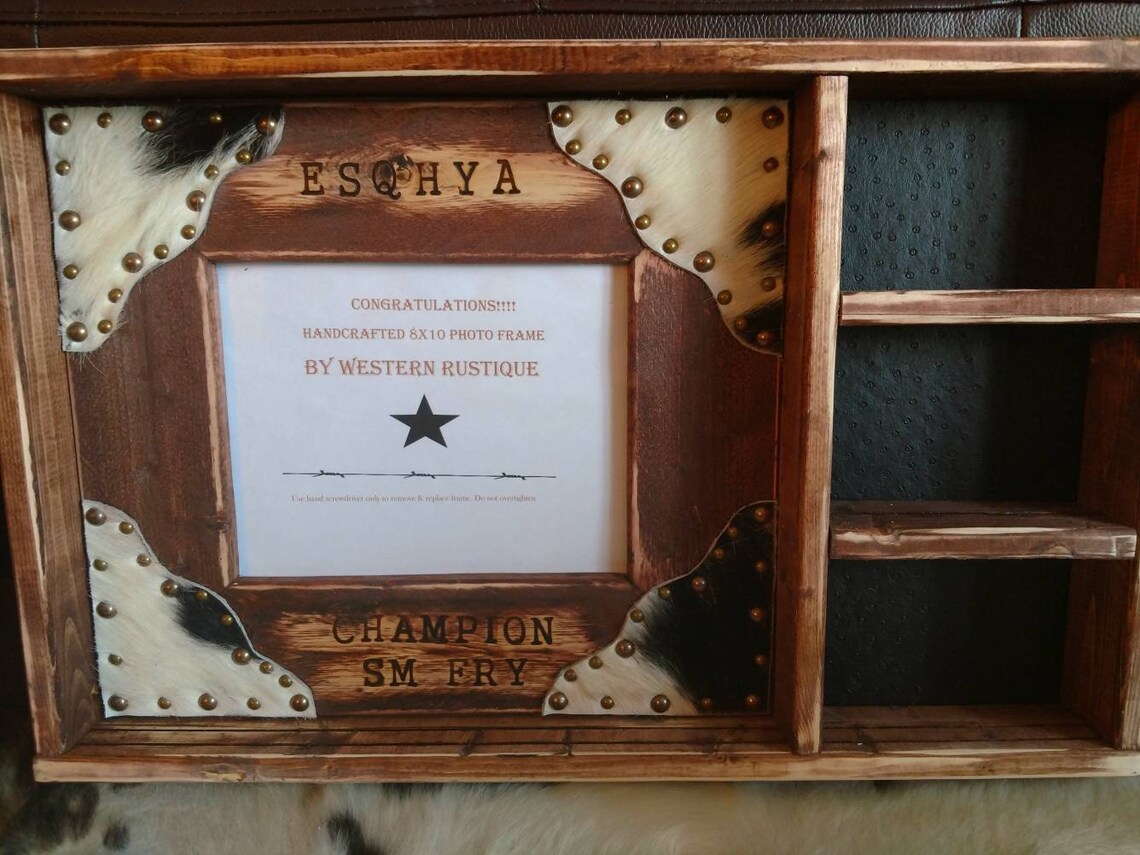 ESQHYA
CONGRATULATIONS!!!!
HANDCRAFTED 8X10 PHOTO FRAME
BY WESTERN RUSTIQUE
Use hand screwdriver only to remove & replace frame. Do not overtighten.
CHAMPION
SM FRY